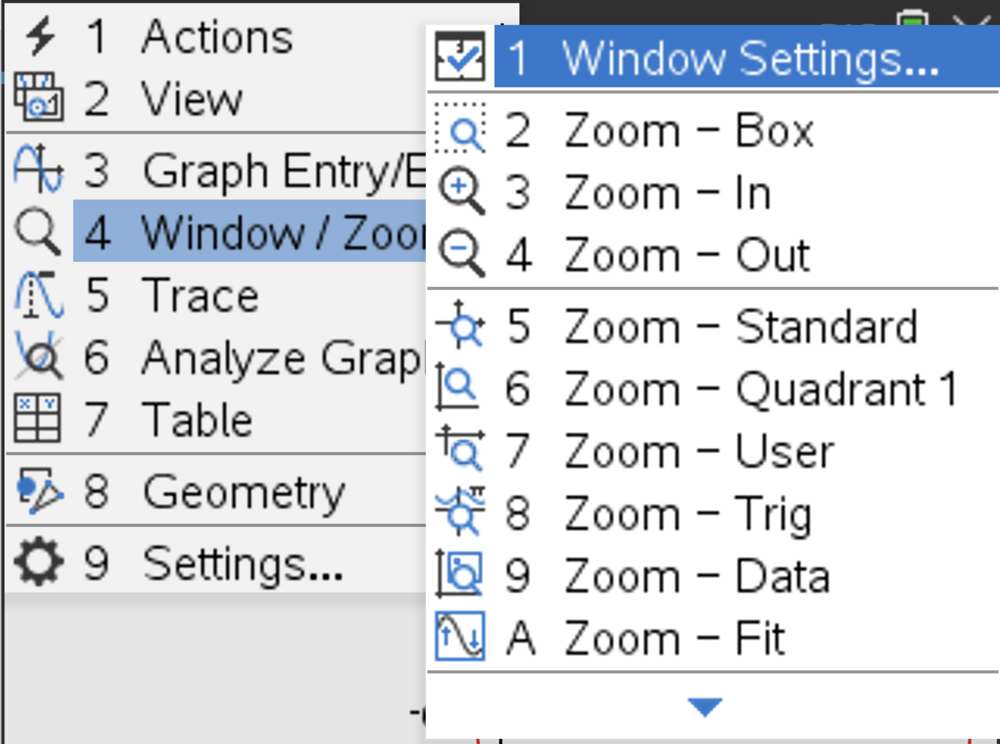 1 Actions
2 View
3 Graph Entry/E
4 Window / Zoo
5 Trace
6 Analyze Grap
7 Table
8 Geometry
9 Settings...
1 Window Settings...
2 Zoom – Box
3 Zoom – In
4 Zoom – Out
5 Zoom – Standard
6 Zoom – Quadrant 1
7 Zoom – User
8 Zoom – Trig
9 Zoom – Data
A Zoom – Fit